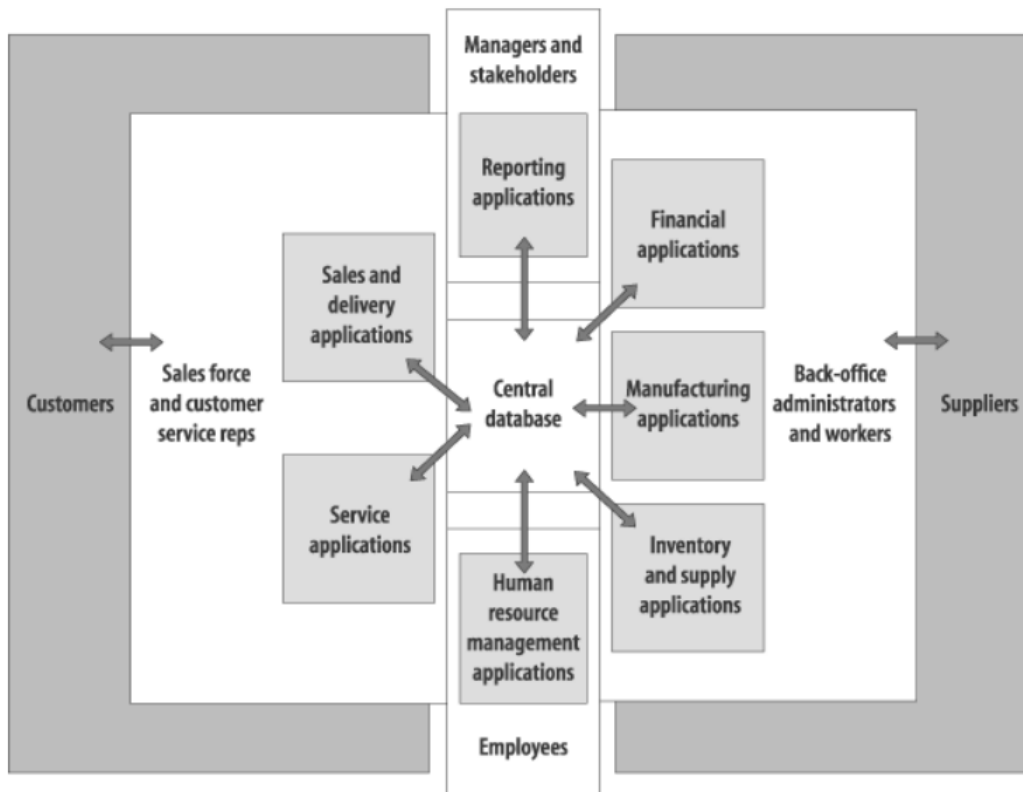 Managers and
stakeholders
Reporting
applications
Financial
applications
Sales and
delivery
applications
Customers
Sales force
and customer
service reps
Central
database
Manufacturing
applications
Back-office
administrators
and workers
Suppliers
Service
applications
Inventory
and supply
applications
Human
resource
management
applications
Employees